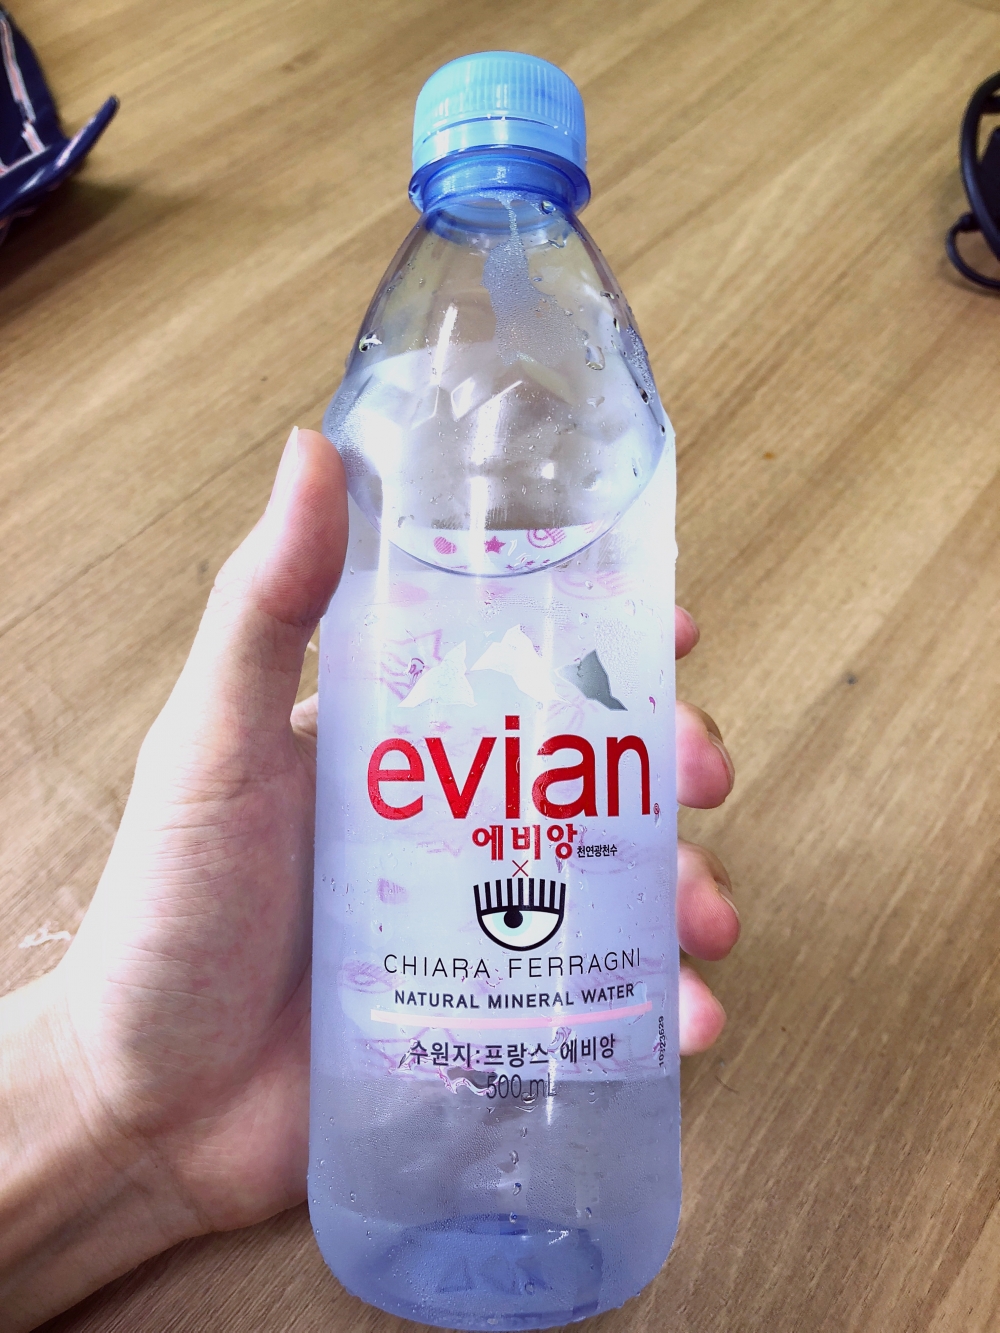 evian
에비앙 천연광천수
×
CHIARA FERRAGNI
NATURAL MINERAL WATER
수원지:프랑스 에비앙
500 mL